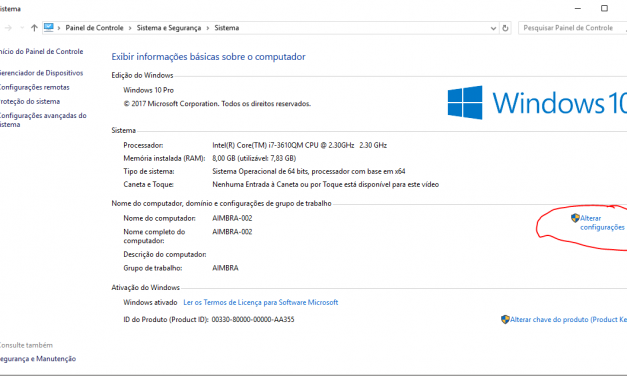 istema
Painel de Controle > Sistema e Segurança > Sistema
Pesquisar Painel de Controle
nício do Painel de Controle
Gerenciador de Dispositivos
Configurações remotas
Proteção do sistema
Configurações avançadas do
istema
Exibir informações básicas sobre o computador
Edição do Windows
Windows 10 Pro
© 2017 Microsoft Corporation. Todos os direitos reservados.
Windows 10
Sistema
Processador: Intel(R) Core(TM) i7-3610QM CPU @ 2.30GHz 2.30 GHz
Memória instalada (RAM): 8,00 GB (utilizável: 7,83 GB)
Tipo de sistema: Sistema Operacional de 64 bits, processador com base em x64
Caneta e Toque: Nenhuma Entrada à Caneta ou por Toque está disponível para este vídeo
Nome do computador, domínio e configurações de grupo de trabalho
Nome do computador: AIMBRA-002
Nome completo do computador: AIMBRA-002
Descrição do computador:
Grupo de trabalho: AIMBRA
Alterar
configurações
Ativação do Windows
Windows ativado Ler os Termos de Licença para Software Microsoft
ID do Produto (Product ID): 00330-80000-00000-AA355
Alterar chave do produto (Product Ke
Consulte também
egurança e Manutenção